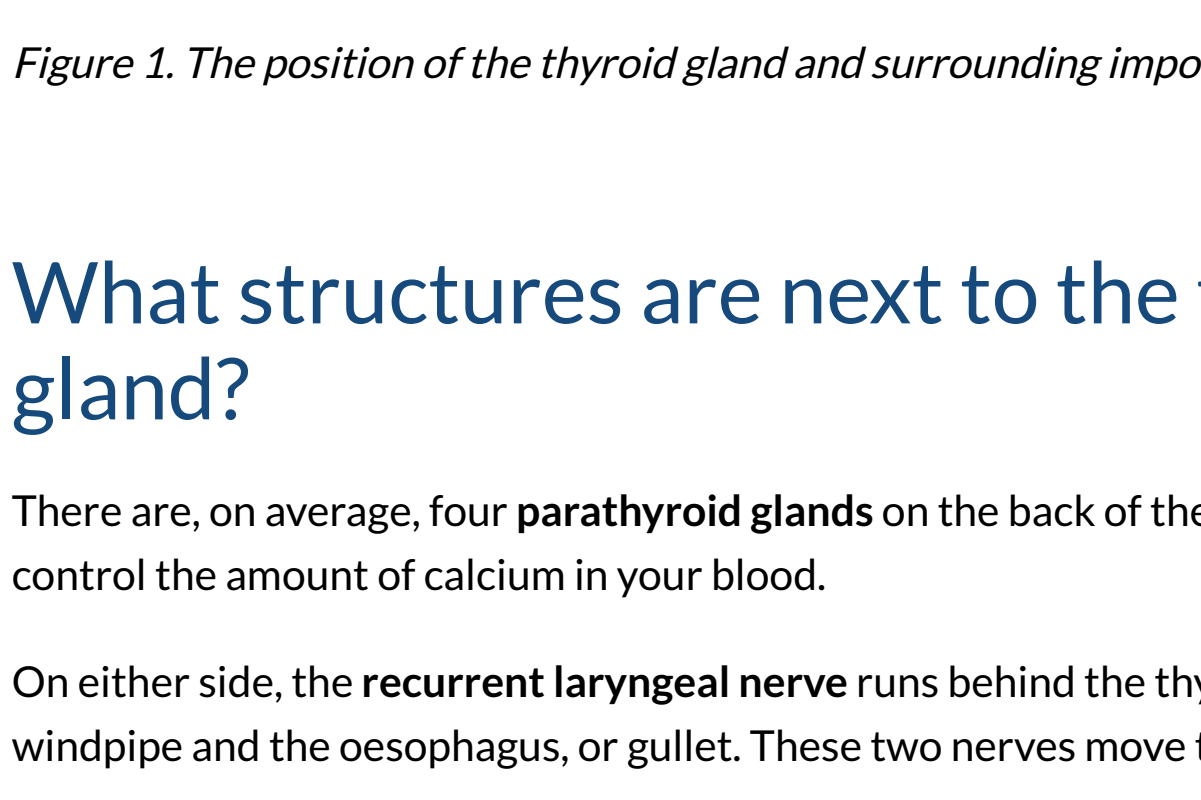 Figure 1. The position of the thyroid gland and surrounding impo
What structures are next to the
gland?
There are, on average, four parathyroid glands on the back of the
control the amount of calcium in your blood.
On either side, the recurrent laryngeal nerve runs behind the thy
windpipe and the oesophagus, or gullet. These two nerves move